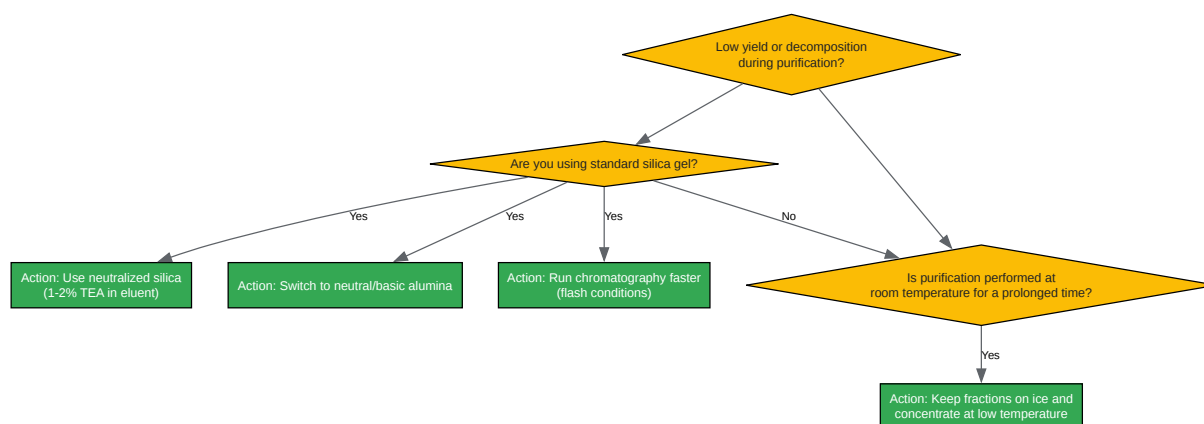 Low yield or decomposition
during purification?
Are you using standard silica gel?
Yes
Yes
Yes
No
Action: Use neutralized silica
(1-2% TEA in eluent)
Action: Switch to neutral/basic alumina
Action: Run chromatography faster
(flash conditions)
Is purification performed at
room temperature for a prolonged time?
Yes
Action: Keep fractions on ice and
concentrate at low temperature